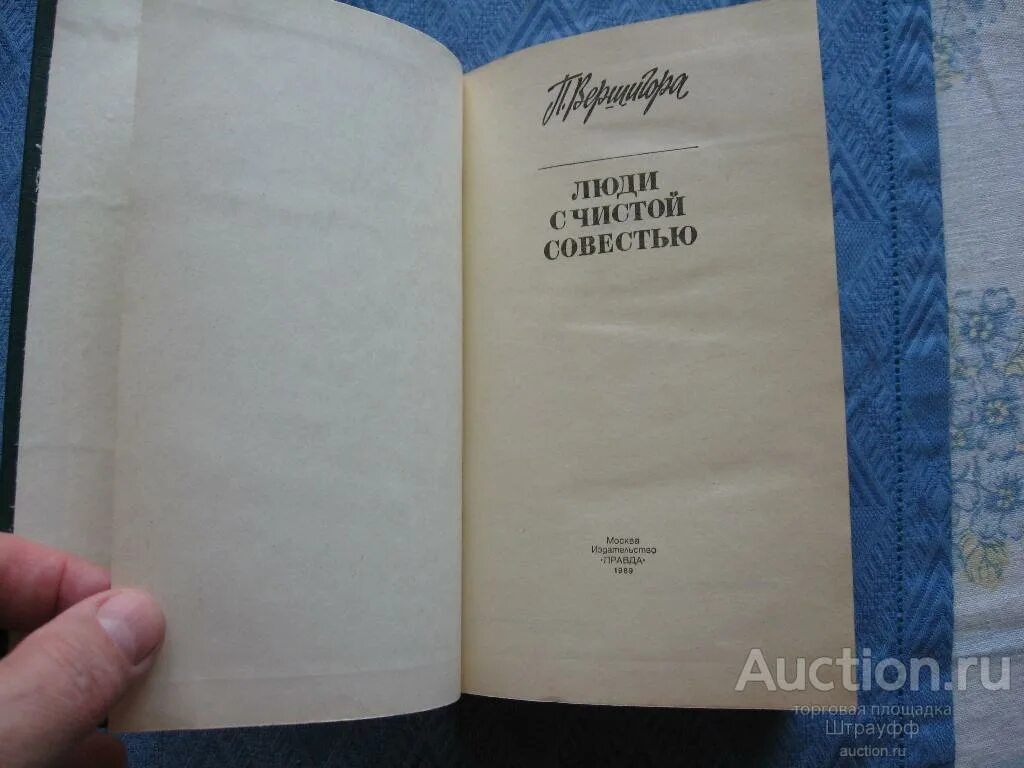 П. Вершигора
ЛЮДИ
С ЧИСТОЙ
СОВЕСТЬЮ
Москва
Издательство
«ПРАВДА»
1989
Auction.ru
торговая площадка
Штрауфф
auction.ru